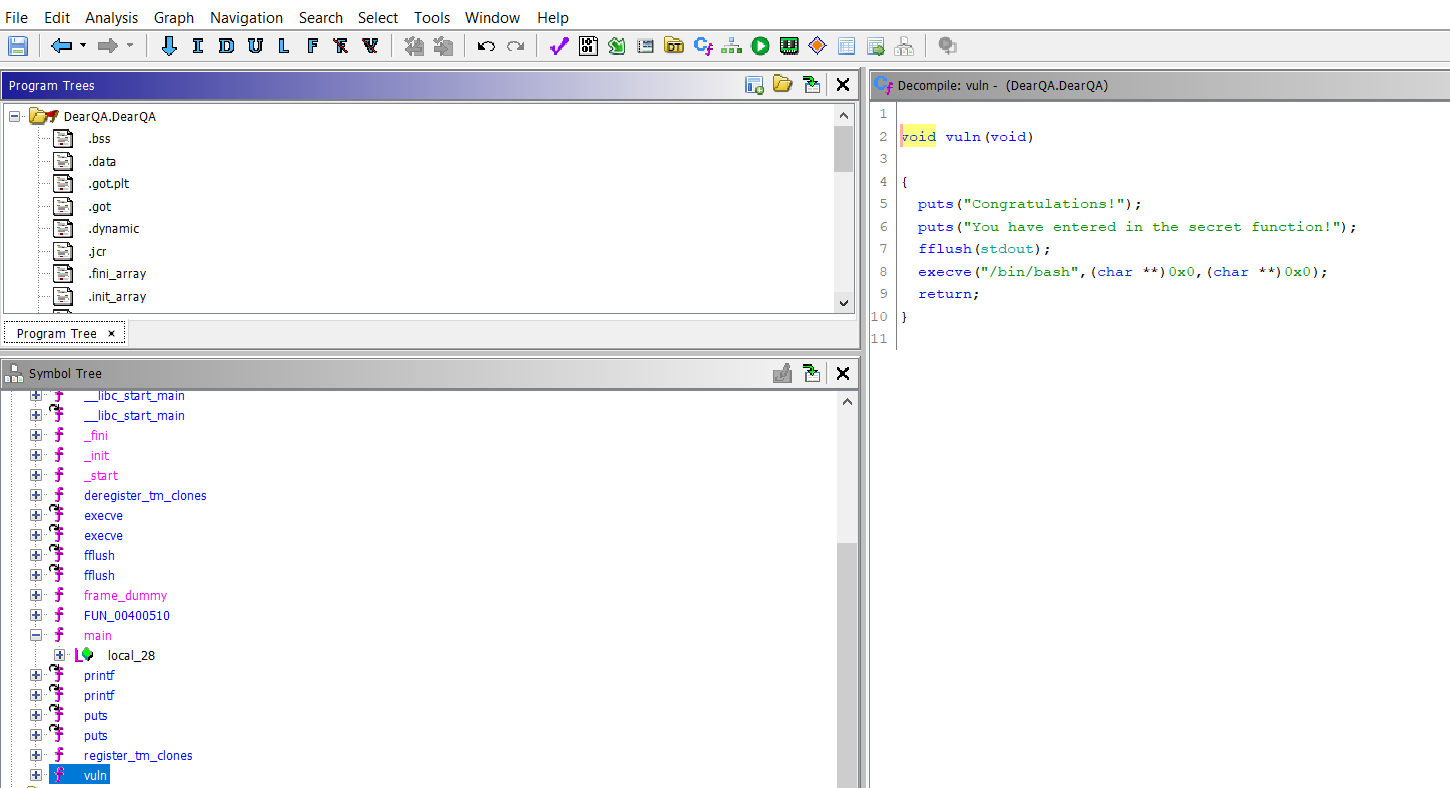 File Edit Analysis Graph Navigation Search Select Tools Window Help
I D U L F F V
Program Trees
DearQA.DearQA
.bss
.data
.got.plt
.got
.dynamic
.jcr
.fini_array
.init_array
Program Tree ×
Symbol Tree
__libc_start_main
__libc_start_main
_fini
_init
_start
deregister_tm_clones
execve
execve
fflush
fflush
frame_dummy
FUN_00400510
main
local_28
printf
printf
puts
puts
register_tm_clones
vuln
Decompile: vuln - (DearQA.DearQA)
1
2 void vuln(void)
3
4 {
5 puts("Congratulations!");
6 puts("You have entered in the secret function!");
7 fflush(stdout);
8 execve("/bin/bash",(char **)0x0,(char **)0x0);
9 return;
10 }
11